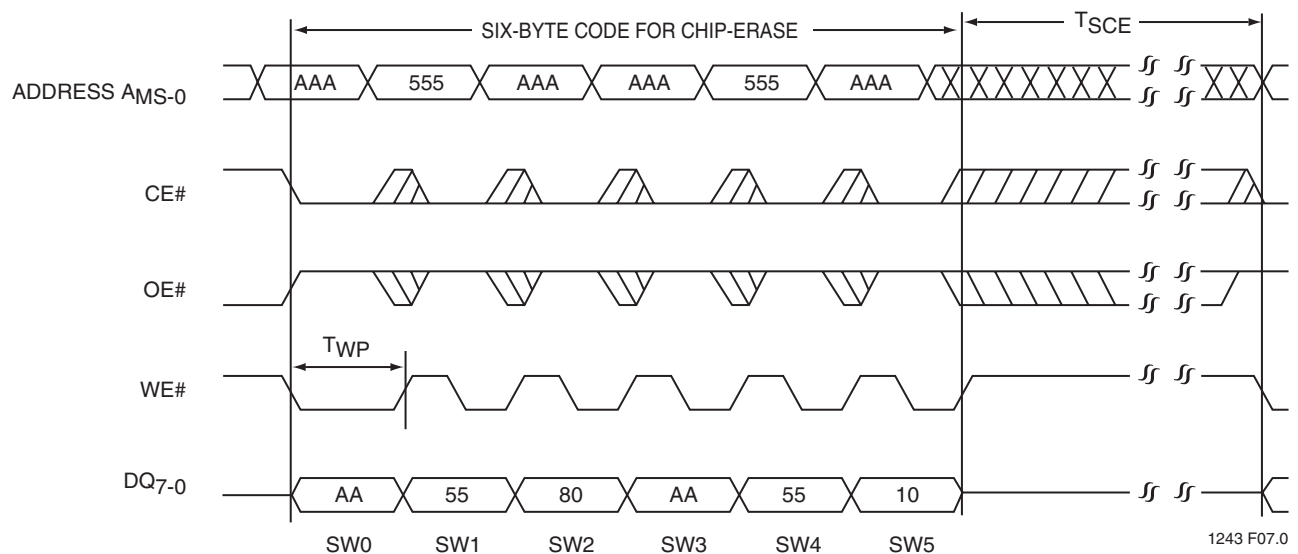 SIX-BYTE CODE FOR CHIP-ERASE
TSCE
ADDRESS AMS-0
AAA 555 AAA AAA 555 AAA
CE#
OE#
TWP
WE#
DQ7-0
AA 55 80 AA 55 10
SW0 SW1 SW2 SW3 SW4 SW5
1243 F07.0